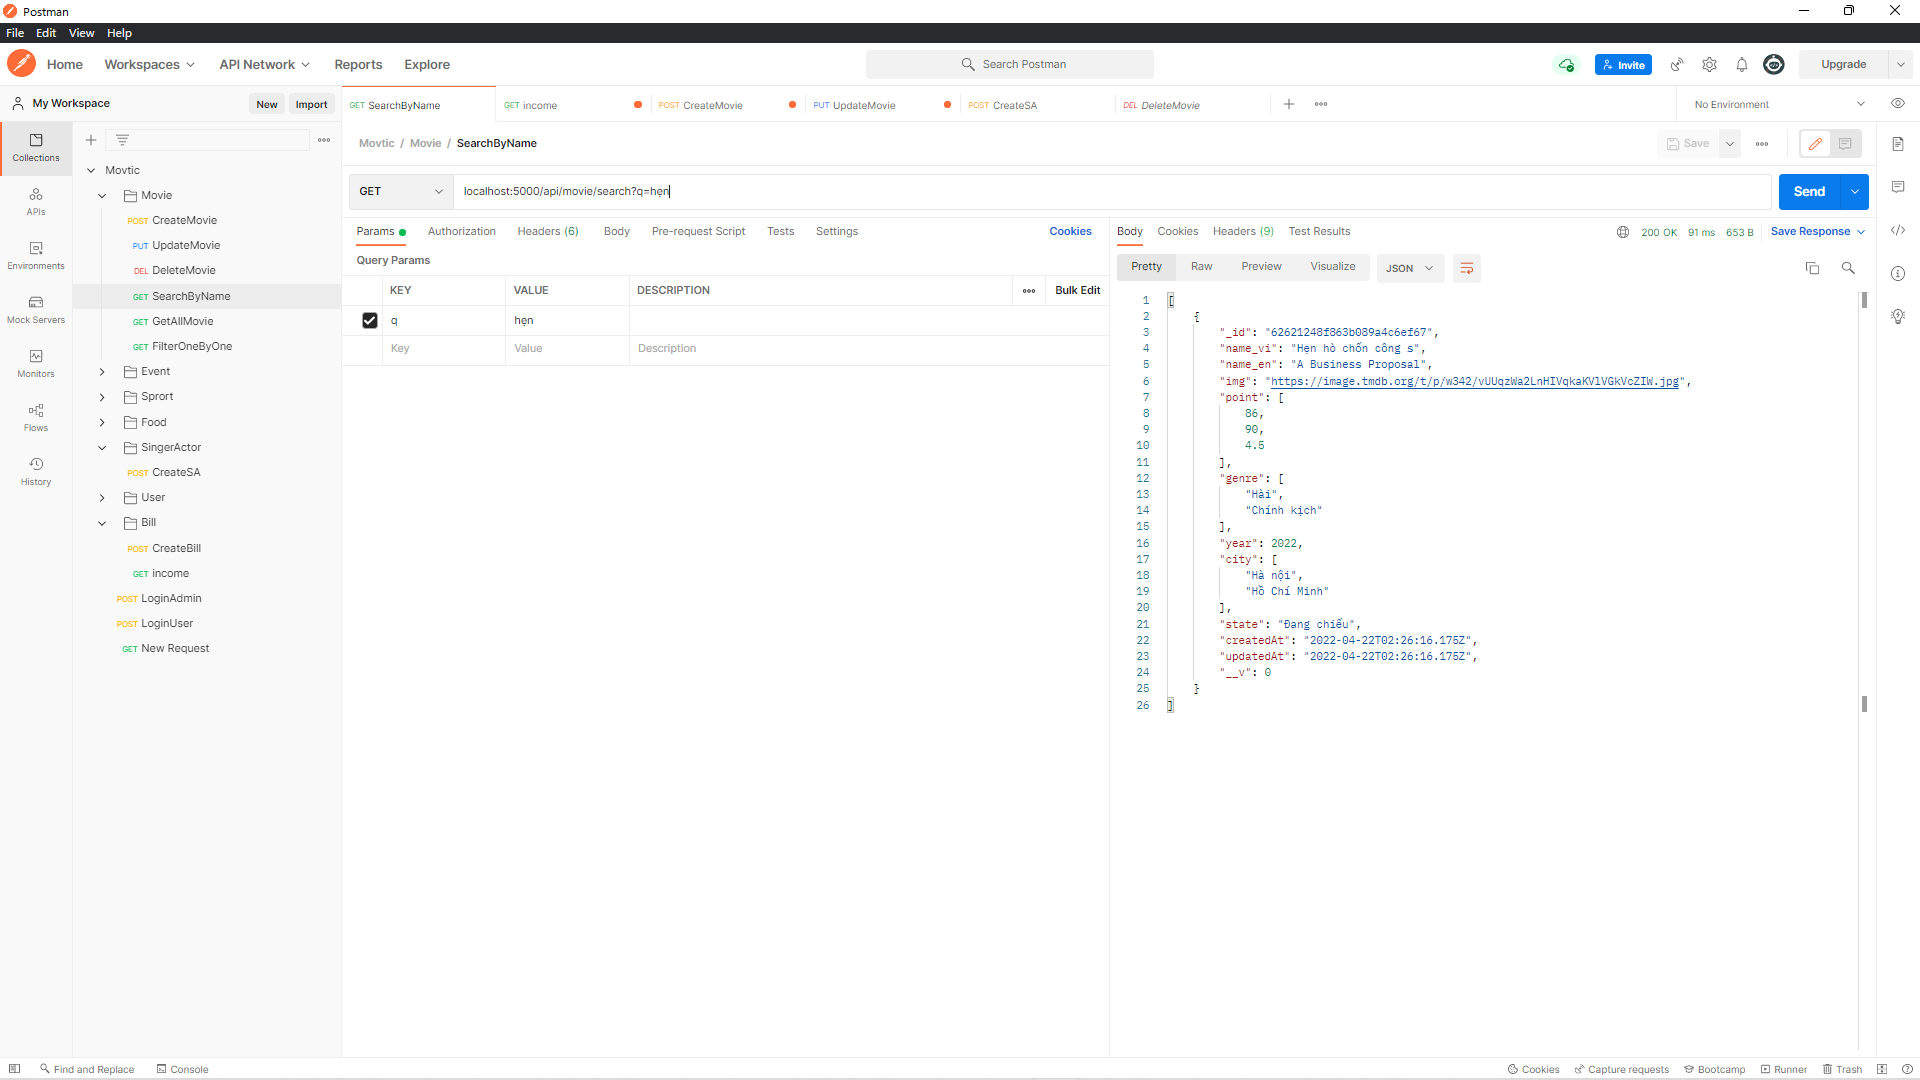 Postman
File Edit View Help
Home Workspaces API Network Reports Explore Search Postman Invite Upgrade
My Workspace New Import
GET SearchByName GET income POST CreateMovie PUT UpdateMovie POST CreateSA DEL DeleteMovie No Environment
Collections
APIs
Environments
Mock Servers
Monitors
Flows
History
Movtic
Movie
POST CreateMovie
PUT UpdateMovie
DEL DeleteMovie
GET SearchByName
GET GetAllMovie
GET FilterOneByOne
Event
Sprort
Food
SingerActor
POST CreateSA
User
Bill
POST CreateBill
GET income
POST LoginAdmin
POST LoginUser
GET New Request
Movtic / Movie / SearchByName Save
GET localhost:5000/api/movie/search?q=hẹn Send
Params Authorization Headers (6) Body Pre-request Script Tests Settings Cookies
Query Params
KEY VALUE DESCRIPTION Bulk Edit
q hẹn
Key Value Description
Body Cookies Headers (9) Test Results 200 OK 91 ms 653 B Save Response
Pretty Raw Preview Visualize JSON
1 [
2 {
3 "_id": "62621248f863b089a4c6ef67",
4 "name_vi": "Hẹn hò chốn công s",
5 "name_en": "A Business Proposal",
6 "img": "https://image.tmdb.org/t/p/w342/vUUqzWa2LnHIVqkaKVlVGkVcZIW.jpg",
7 "point": [
8 86,
9 90,
10 4.5
11 ],
12 "genre": [
13 "Hài",
14 "Chính kịch"
15 ],
16 "year": 2022,
17 "city": [
18 "Hà nội",
19 "Hồ Chí Minh"
20 ],
21 "state": "Đang chiếu",
22 "createdAt": "2022-04-22T02:26:16.175Z",
23 "updatedAt": "2022-04-22T02:26:16.175Z",
24 "__v": 0
25 }
26 ]
Find and Replace Console Cookies Capture requests Bootcamp Runner Trash